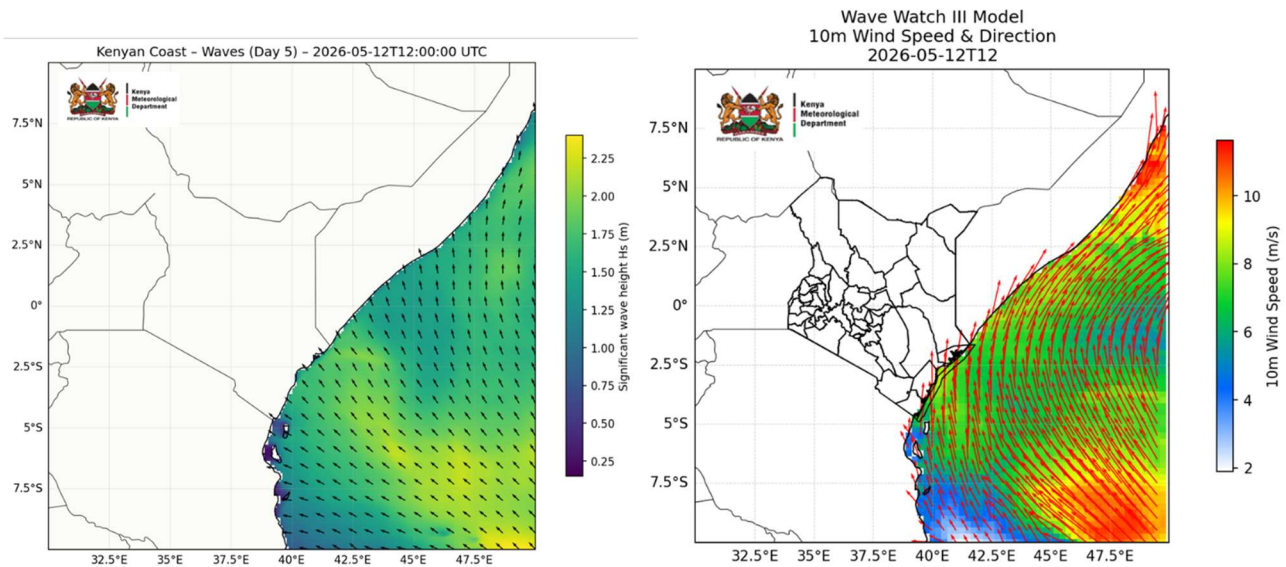 Kenyan Coast – Waves (Day 5) – 2026-05-12T12:00:00 UTC
Kenya
Meteorological
Department
REPUBLIC OF KENYA
7.5°N
5°N
2.5°N
0°
2.5°S
5°S
7.5°S
32.5°E
35°E
37.5°E
40°E
42.5°E
45°E
47.5°E
2.25
2.00
1.75
1.50
1.25
1.00
0.75
0.50
0.25
Significant wave height Hs (m)
Wave Watch III Model
10m Wind Speed & Direction
2026-05-12T12
Kenya
Meteorological
Department
REPUBLIC OF KENYA
7.5°N
5°N
2.5°N
0°
2.5°S
5°S
7.5°S
32.5°E
35°E
37.5°E
40°E
42.5°E
45°E
47.5°E
10
8
6
4
2
10m Wind Speed (m/s)